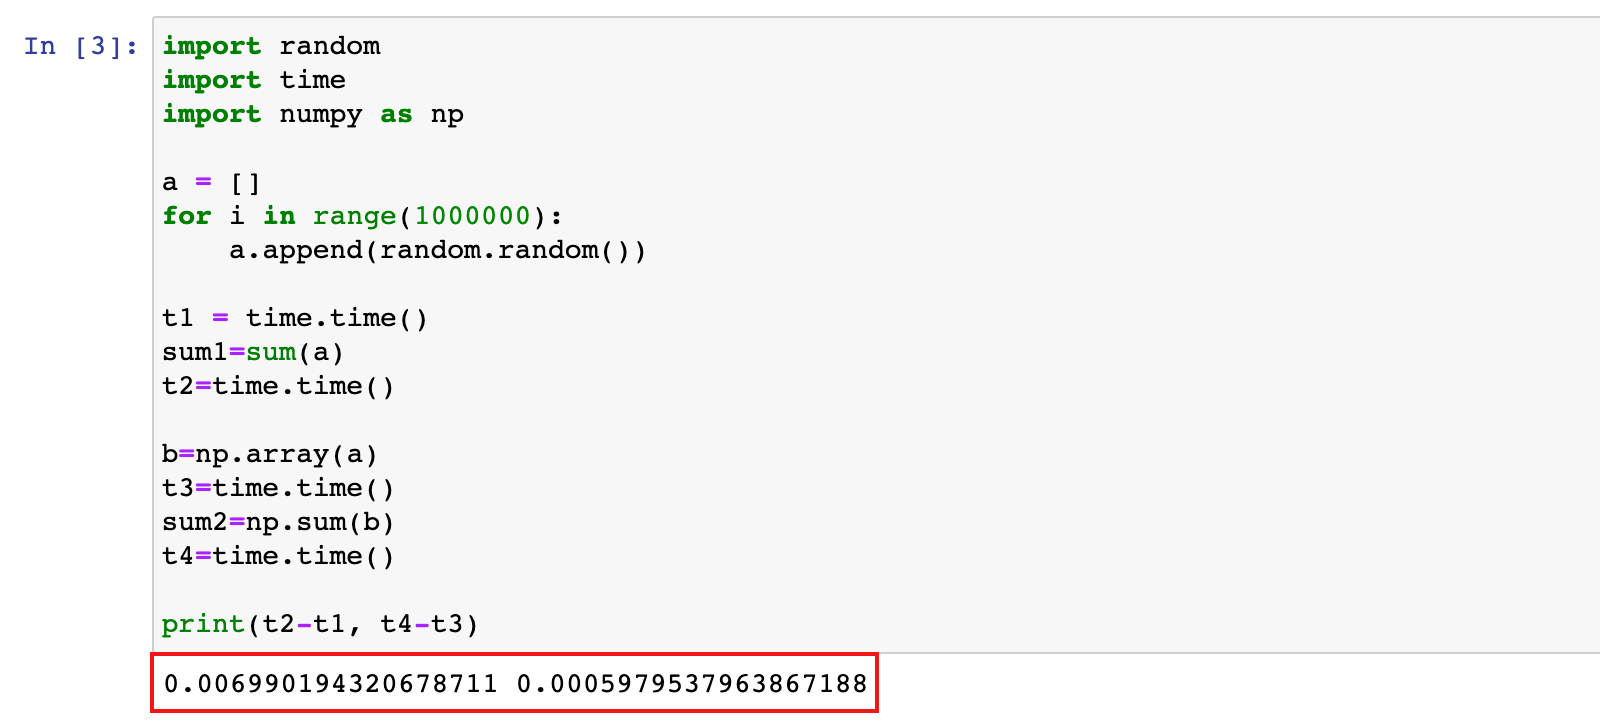 In [3]:
import random
import time
import numpy as np
a = []
for i in range(1000000):
    a.append(random.random())
t1 = time.time()
sum1=sum(a)
t2=time.time()
b=np.array(a)
t3=time.time()
sum2=np.sum(b)
t4=time.time()
print(t2-t1, t4-t3)
0.006990194320678711 0.0005979537963867188